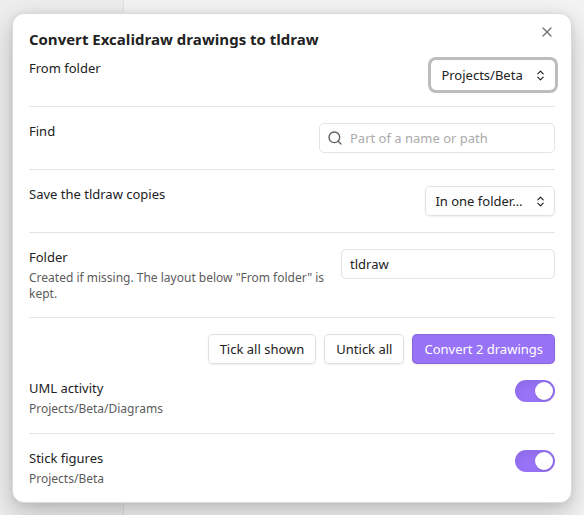 Convert Excalidraw drawings to tldraw
From folder
Projects/Beta
Find
Part of a name or path
Save the tldraw copies
In one folder...
Folder
Created if missing. The layout below "From folder" is
kept.
tldraw
Tick all shown
Untick all
Convert 2 drawings
UML activity
Projects/Beta/Diagrams
Stick figures
Projects/Beta